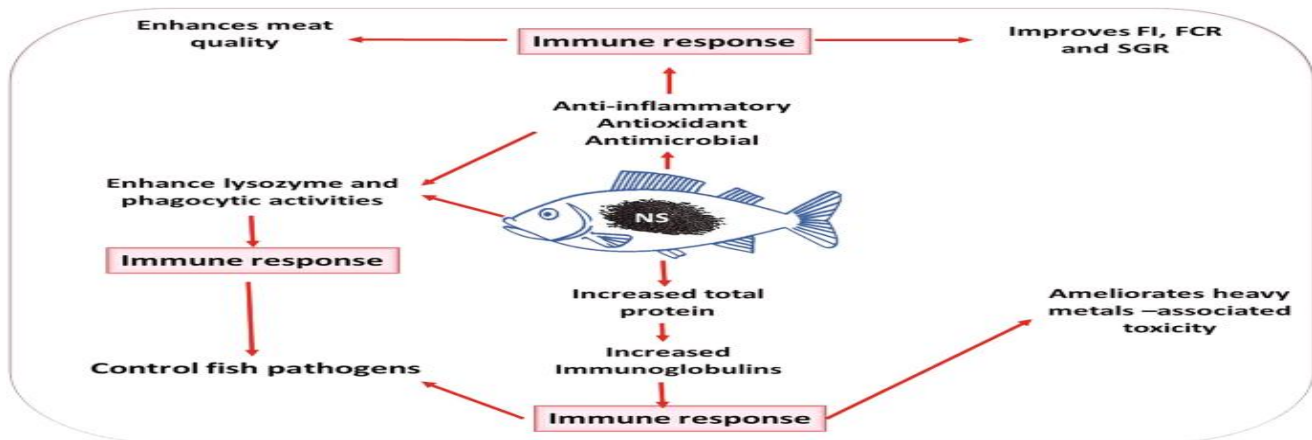 Enhances meat
quality
Immune response
Improves FI, FCR
and SGR
Anti-inflammatory
Antioxidant
Antimicrobial
Enhance lysozyme and
phagocytic activities
NS
Immune response
Increased total
protein
Ameliorates heavy
metals –associated
toxicity
Increased
Immunoglobulins
Control fish pathogens
Immune response